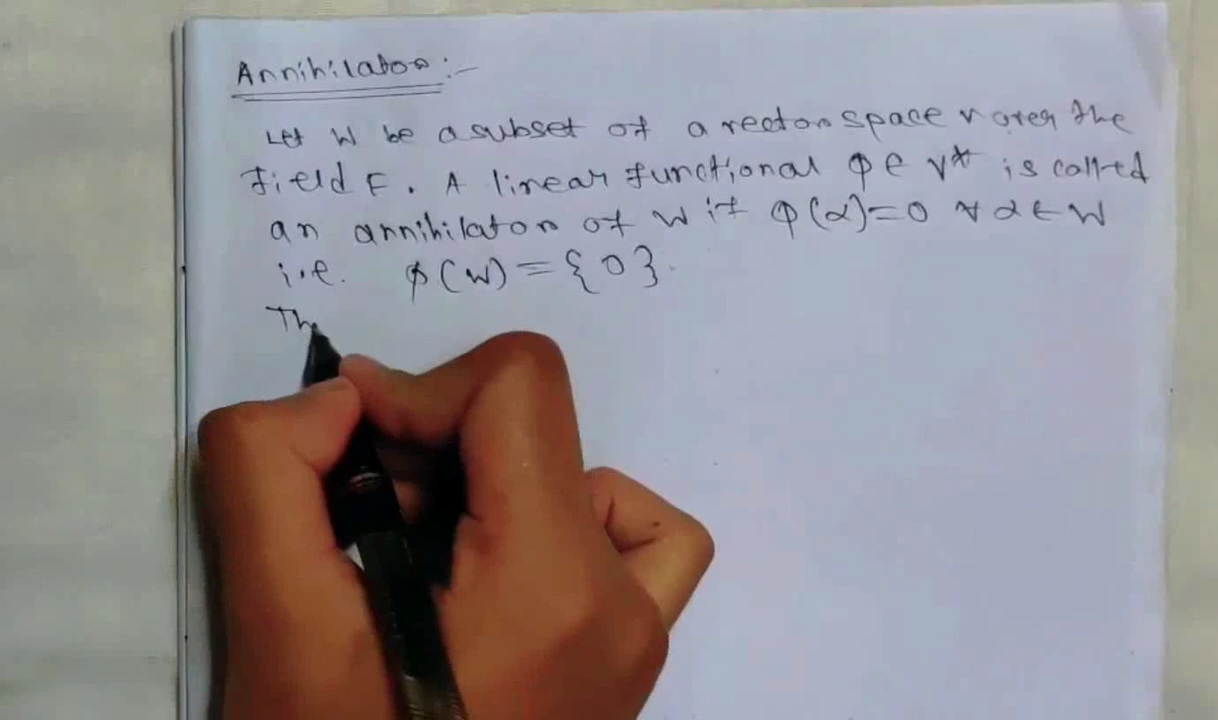 Annihilator :-
Let W be a subset of a vector space V over the
field F. A linear functional φ ∈ V* is called
an annihilator of W if φ(α)=0 ∀ α ∈ W
i.e. φ(W) = {0}.
Th